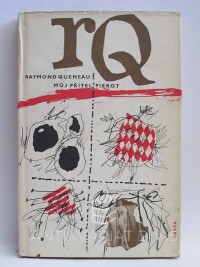 rQ
RAYMOND QUENEAU
MŮJ PŘÍTEL PIEROT